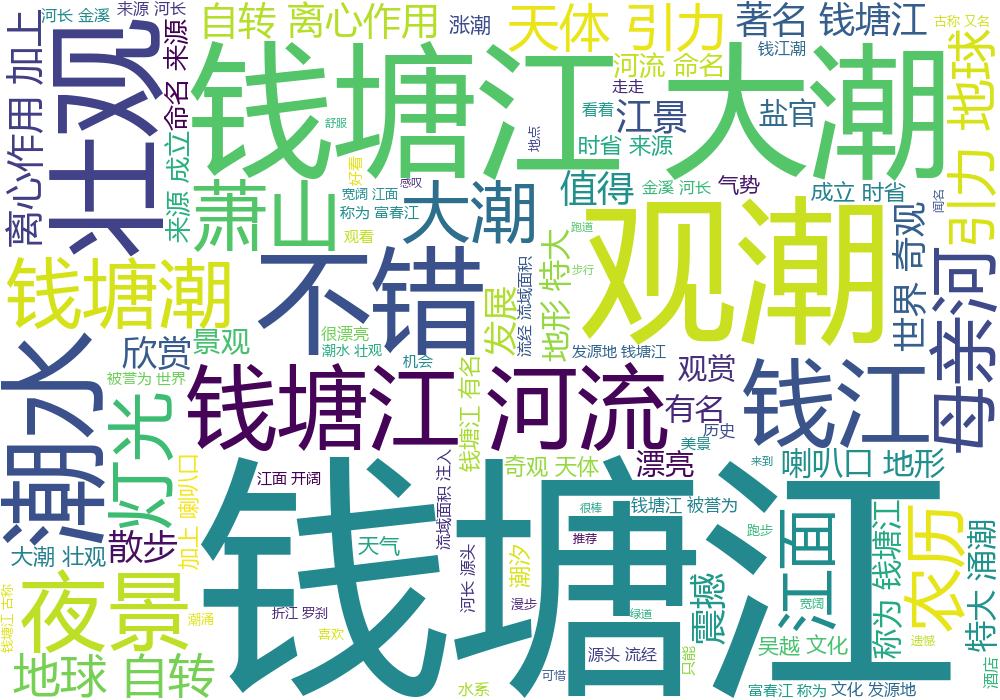 河长 金溪
来源 河长
自转 离心作用
涨潮
天体 引力
著名 钱塘江
古称 又名
离心作用 加上
壮观
命名 来源
钱塘江 大潮
钱江潮
河流 命名
走走
看着
江景
盐官
地点
时省 来源
引力 地球
来源 成立
舒服
好看
感叹
萧山
宽阔 江面
称为 富春江
观看
大潮
值得
金溪 河长
气势
成立 时省
闻名
钱塘潮
不错
观潮
跑道
步行
地形 特大
流经 流域面积
发展
世界 奇观
母亲河
潮水
欣赏
景观
很漂亮
潮水 壮观
机会
发源地 钱塘江
观赏
被誉为 世界
灯光
钱塘江 河流
钱塘江 有名
有名
历史
美景
钱江
加上 喇叭口
江面 开阔
流域面积 注入
奇观 天体
漂亮
来到
喇叭口 地形
大潮 壮观
散步
天气
钱塘江
河长 源头
潮汐
很棒
推荐
钱塘江 被誉为
跑步
江面
称为 钱塘江
农历
特大 涌潮
夜景
钱塘江 古称
潮涌
折江 罗刹
喜欢
漫步
绿道
震撼
宽阔
吴越 文化
遗憾
地球 自转
水系
可惜
源头 流经
只能
富春江 称为
文化 发源地
酒店